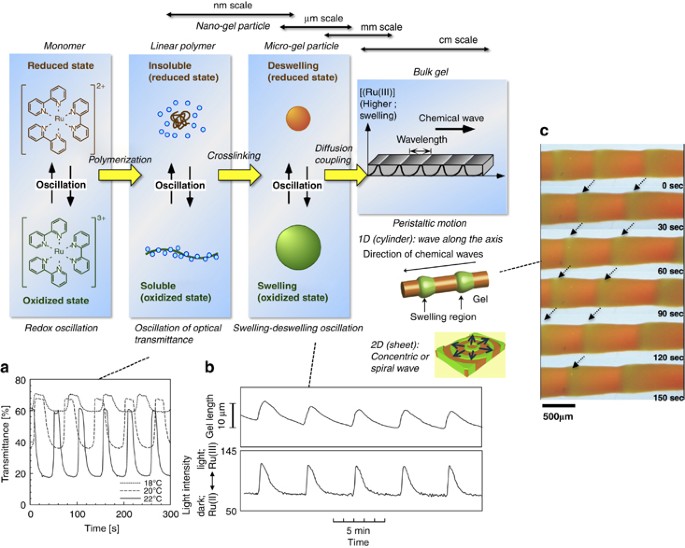 nm scale
Nano-gel particle
μm scale
mm scale
cm scale
Monomer
Linear polymer
Micro-gel particle
Bulk gel
Reduced state
Insoluble
(reduced state)
Deswelling
(reduced state)
2+
N
N
N
Ru
N
N
N
[(Ru(III)]
(Higher ;
swelling)
Chemical wave
Wavelength
Polymerization
Crosslinking
Diffusion
coupling
Oscillation
Oscillation
Oscillation
3+
N
N
N
Ru
N
N
N
Oxidized state
Soluble
(oxidized state)
Swelling
(oxidized state)
Redox oscillation
Oscillation of optical
transmittance
Swelling-deswelling oscillation
Peristaltic motion
1D (cylinder): wave along the axis
Direction of chemical waves
Gel
Swelling region
2D (sheet):
Concentric or
spiral wave
a
80
60
40
20
0
Transmittance [%]
18°C
20°C
22°C
0
100
200
300
Time [s]
b
Gel length
10 μm
145
50
Light intensity
dark; light;
Ru(II) Ru(III)
5 min
Time
c
0 sec
30 sec
60 sec
90 sec
120 sec
150 sec
500μm